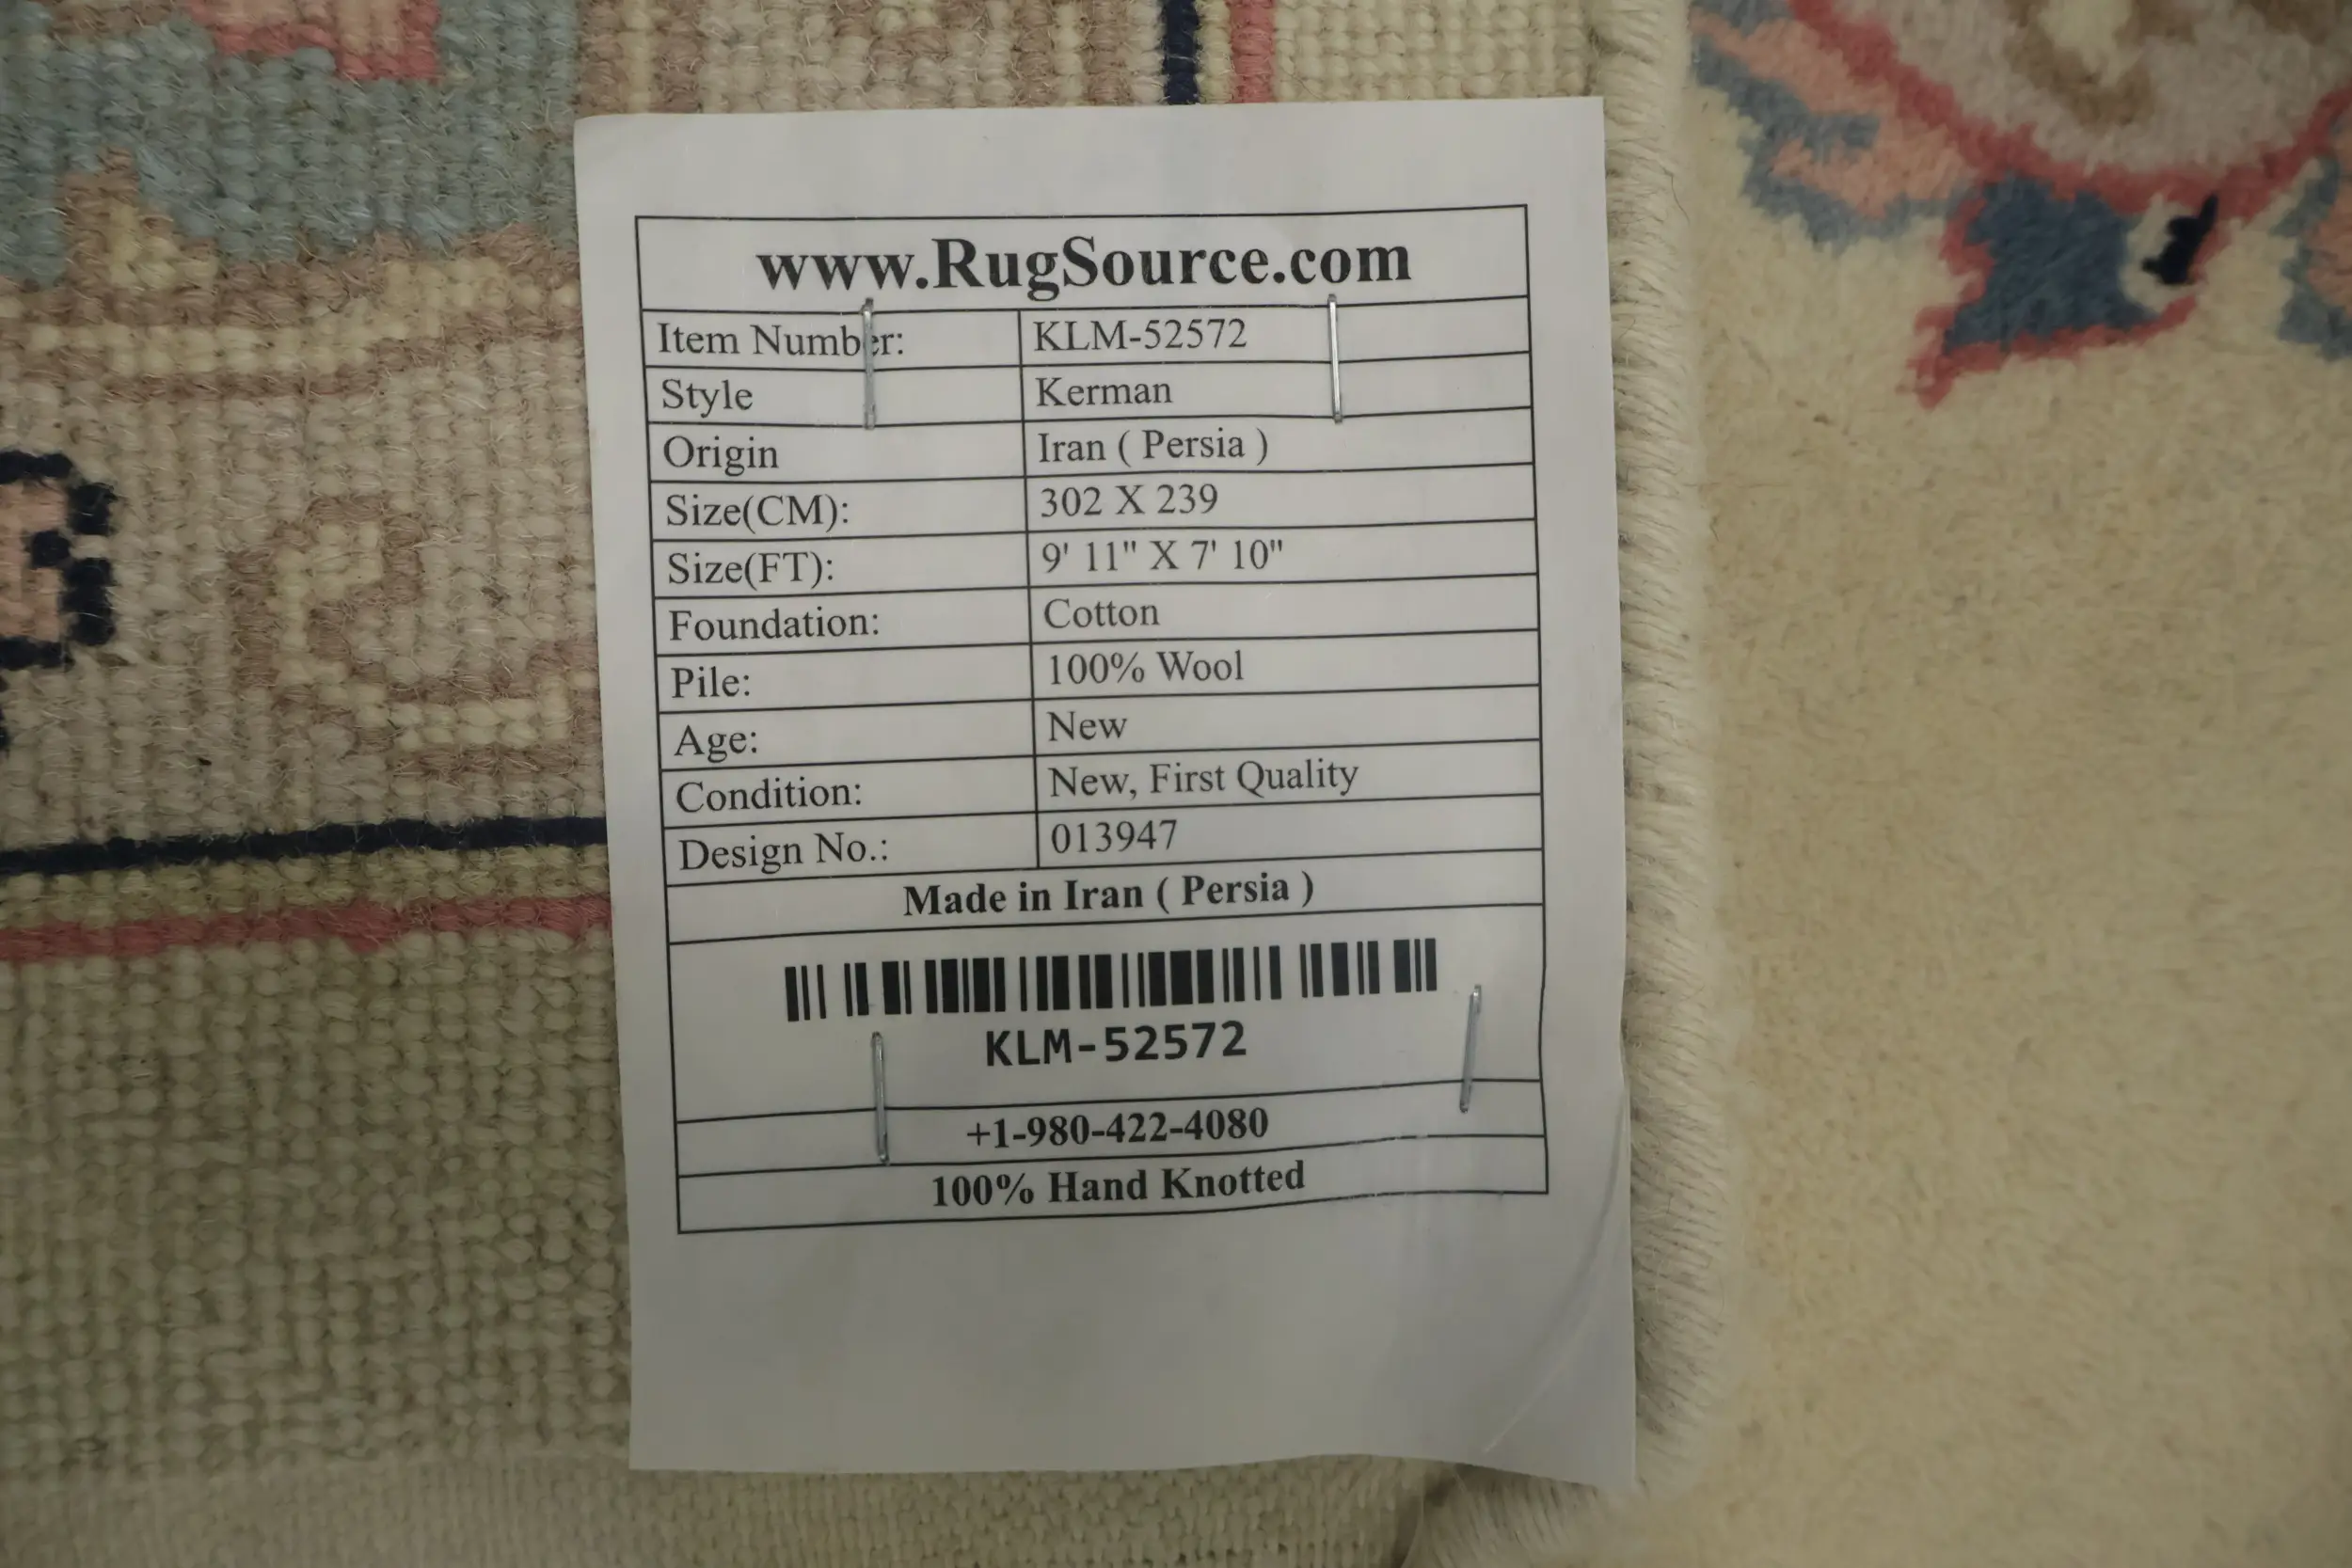 www.RugSource.com
Item Number: KLM-52572
Style Kerman
Origin Iran ( Persia )
Size(CM): 302 X 239
Size(FT): 9' 11" X 7' 10"
Foundation: Cotton
Pile: 100% Wool
Age: New
Condition: New, First Quality
Design No.: 013947
Made in Iran ( Persia )
KLM-52572
+1-980-422-4080
100% Hand Knotted